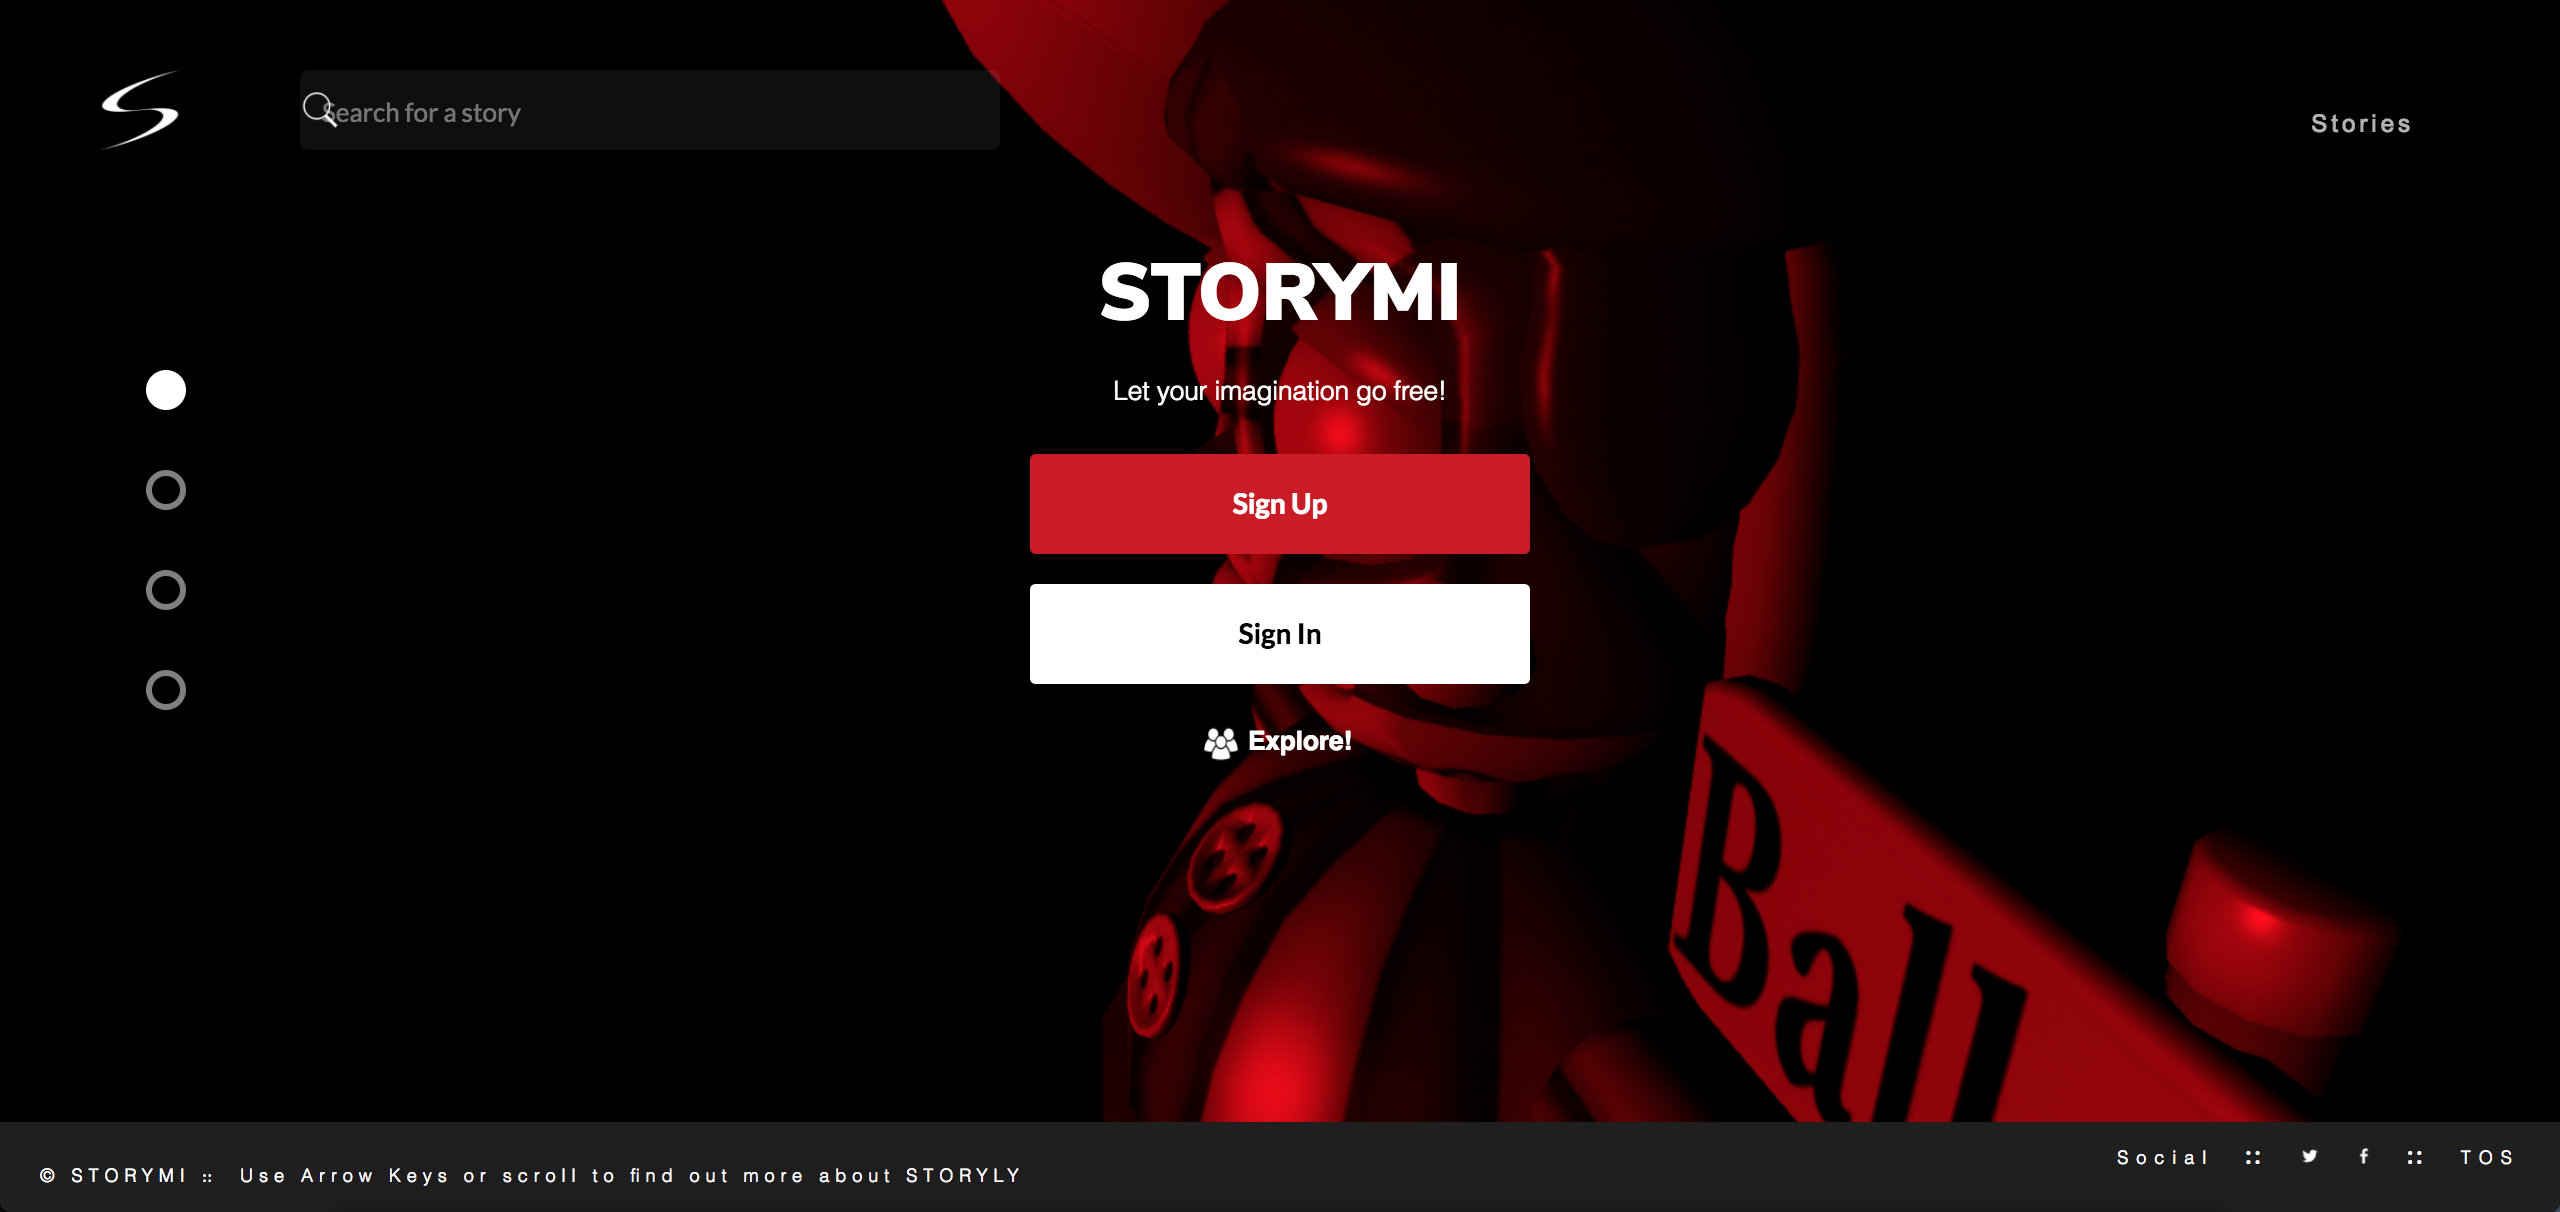 Search for a story
Stories
STORYMI
Let your imagination go free!
Sign Up
Sign In
Explore!
Ball
© STORYMI :: Use Arrow Keys or scroll to find out more about STORYLY
Social :: :: TOS